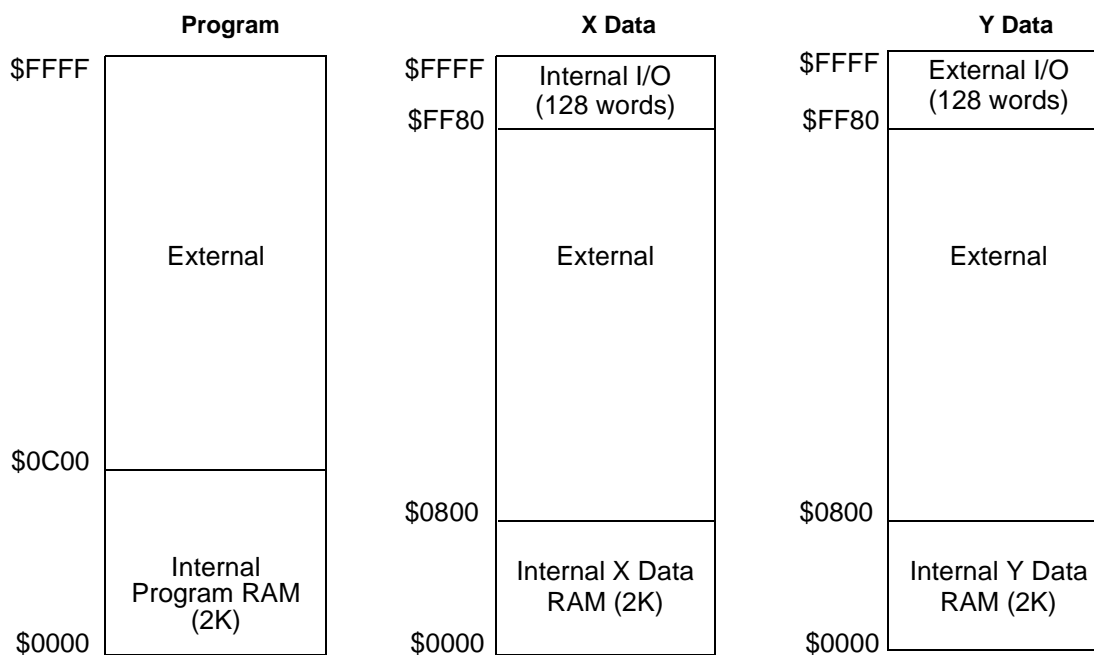 Program
$FFFF
External
$0C00
Internal
Program RAM
(2K)
$0000
X Data
$FFFF
Internal I/O
(128 words)
$FF80
External
$0800
Internal X Data
RAM (2K)
$0000
Y Data
$FFFF
External I/O
(128 words)
$FF80
External
$0800
Internal Y Data
RAM (2K)
$0000